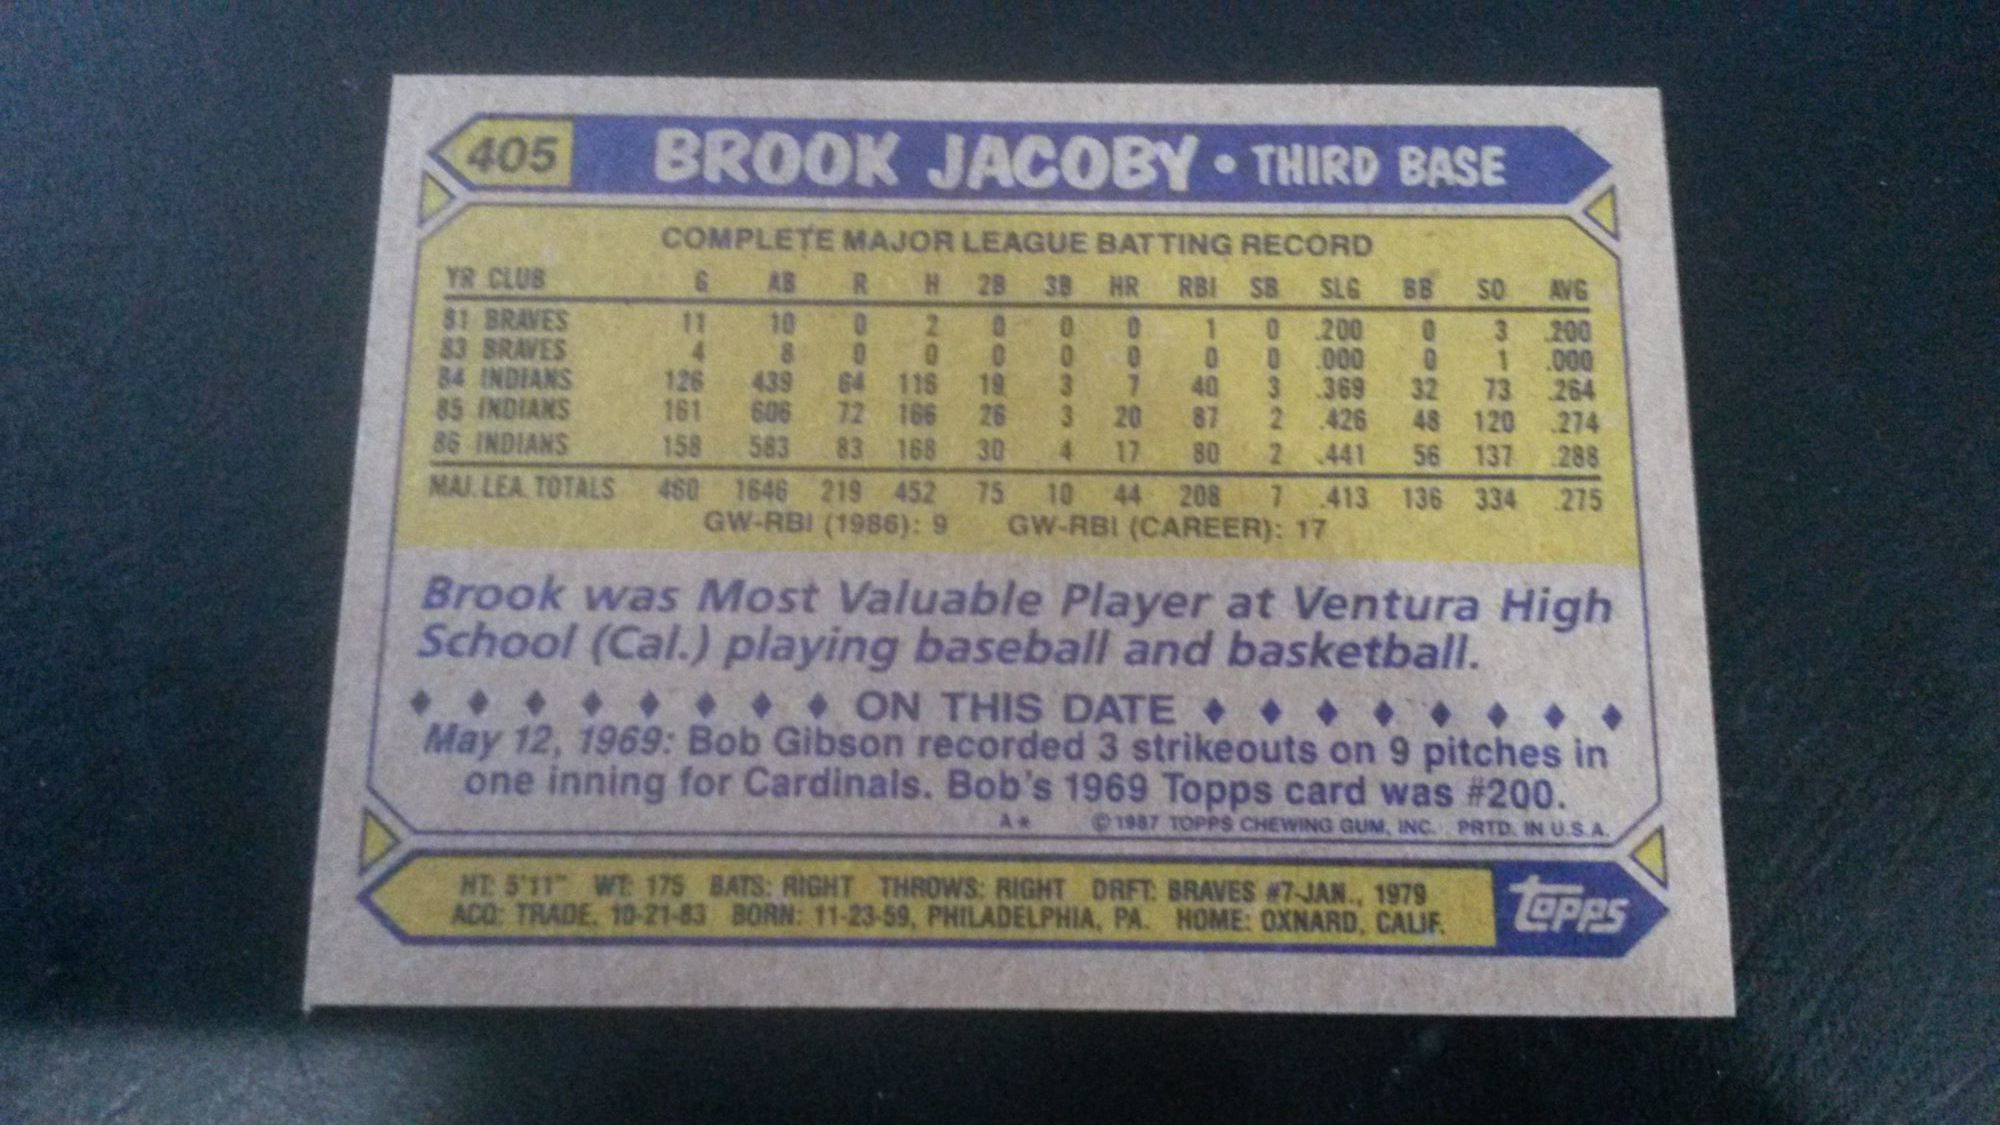 405 BROOK JACOBY • THIRD BASE
COMPLETE MAJOR LEAGUE BATTING RECORD
YR CLUB G AB R H 2B 3B HR RBI SB SLG BB SO AVG
81 BRAVES 11 10 0 2 0 0 0 1 0 .200 0 3 .200
83 BRAVES 4 8 0 0 0 0 0 0 0 .000 0 1 .000
84 INDIANS 126 439 64 116 19 3 7 40 3 .369 32 73 .264
85 INDIANS 161 606 72 166 26 3 20 87 2 .426 48 120 .274
86 INDIANS 158 583 83 168 30 4 17 80 2 .441 56 137 .288
MAJ. LEA. TOTALS 460 1646 219 452 75 10 44 208 7 .413 136 334 .275
GW-RBI (1986): 9 GW-RBI (CAREER): 17
Brook was Most Valuable Player at Ventura High
School (Cal.) playing baseball and basketball.
♦ ♦ ♦ ♦ ♦ ♦ ♦ ♦ ON THIS DATE ♦ ♦ ♦ ♦ ♦ ♦ ♦ ♦
May 12, 1969: Bob Gibson recorded 3 strikeouts on 9 pitches in
one inning for Cardinals. Bob's 1969 Topps card was #200.
A* ©1987 TOPPS CHEWING GUM, INC. PRTD. IN U.S.A.
HT: 5'11" WT: 175 BATS: RIGHT THROWS: RIGHT DRFT: BRAVES #7-JAN., 1979
ACQ: TRADE, 10-21-83 BORN: 11-23-59, PHILADELPHIA, PA. HOME: OXNARD, CALIF.
topps